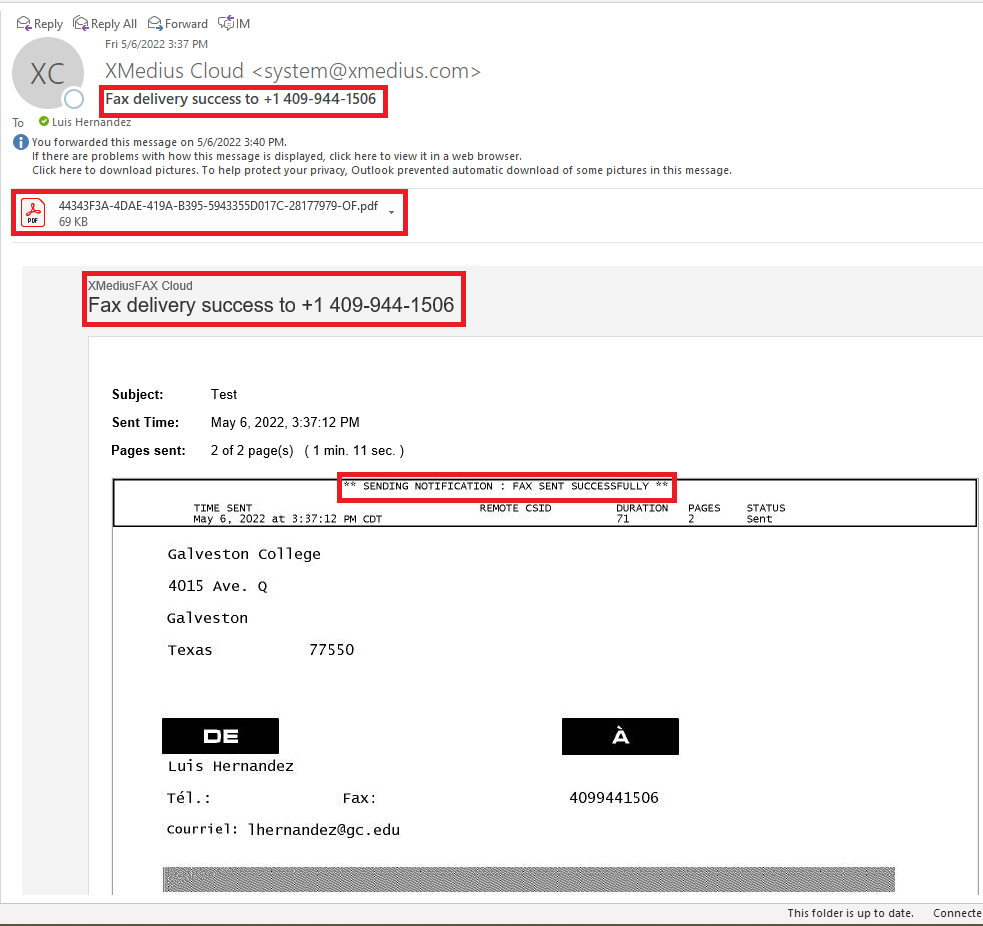 Reply Reply All Forward IM
Fri 5/6/2022 3:37 PM
XC
XMedius Cloud <system@xmedius.com>
Fax delivery success to +1 409-944-1506
To Luis Hernandez
You forwarded this message on 5/6/2022 3:40 PM.
If there are problems with how this message is displayed, click here to view it in a web browser.
Click here to download pictures. To help protect your privacy, Outlook prevented automatic download of some pictures in this message.
44343F3A-4DAE-419A-B395-5943355D017C-28177979-OF.pdf
PDF
69 KB
XMediusFAX Cloud
Fax delivery success to +1 409-944-1506
Subject: Test
Sent Time: May 6, 2022, 3:37:12 PM
Pages sent: 2 of 2 page(s) ( 1 min. 11 sec. )
** SENDING NOTIFICATION : FAX SENT SUCCESSFULLY **
TIME SENT REMOTE CSID DURATION PAGES STATUS
May 6, 2022 at 3:37:12 PM CDT 71 2 Sent
Galveston College
4015 Ave. Q
Galveston
Texas 77550
DE À
Luis Hernandez
Tél.: Fax: 4099441506
Courriel: lhernandez@gc.edu
This folder is up to date. Connecte